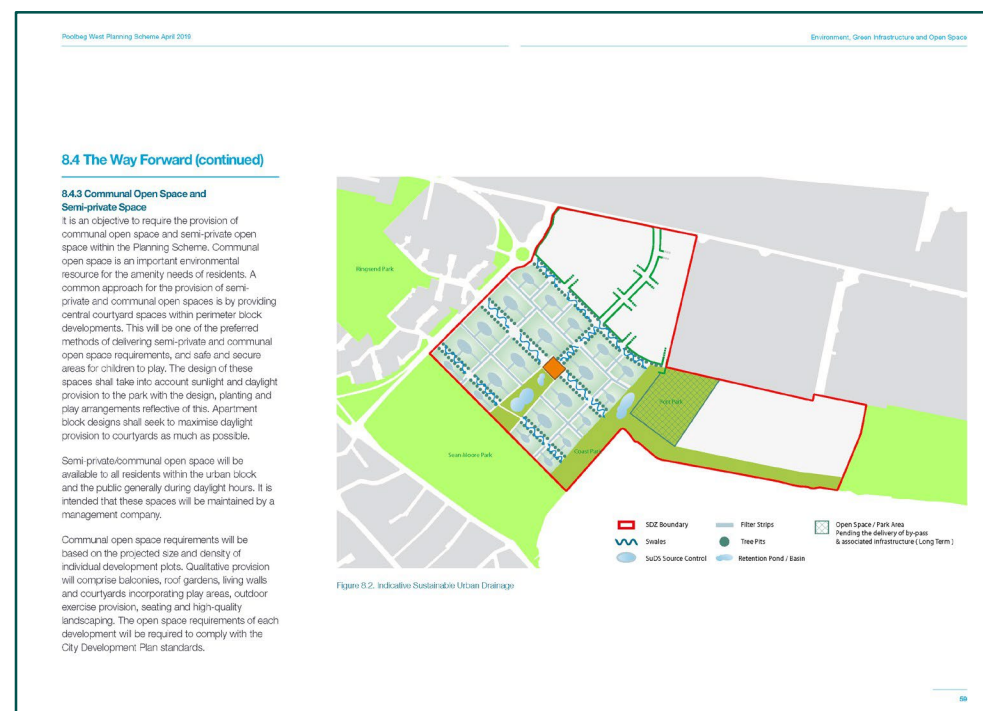 Poolbeg West Planning Scheme April 2019
Environment, Green Infrastructure and Open Space
8.4 The Way Forward (continued)
8.4.3 Communal Open Space and
Semi-private Space
It is an objective to require the provision of
communal open space and semi-private open
space within the Planning Scheme. Communal
open space is an important environmental
resource for the amenity needs of residents. A
common approach for the provision of semi-
private and communal open spaces is by providing
central courtyard spaces within perimeter block
developments. This will be one of the preferred
methods of delivering semi-private and communal
open space requirements, and safe and secure
areas for children to play. The design of these
spaces shall take into account sunlight and daylight
provision to the park with the design, planting and
play arrangements reflective of this. Apartment
block designs shall seek to maximise daylight
provision to courtyards as much as possible.
Semi-private/communal open space will be
available to all residents within the urban block
and the public generally during daylight hours. It is
intended that these spaces will be maintained by a
management company.
Communal open space requirements will be
based on the projected size and density of
individual development plots. Qualitative provision
will comprise balconies, roof gardens, living walls
and courtyards incorporating play areas, outdoor
exercise provision, seating and high-quality
landscaping. The open space requirements of each
development will be required to comply with the
City Development Plan standards.
Ringsend Park
Sean Moore Park
Coast Park
Port Park
SDZ Boundary
Swales
SuDS Source Control
Filter Strips
Tree Pits
Retention Pond / Basin
Open Space / Park Area
Pending the delivery of by-pass
& associated infrastructure ( Long Term )
Figure 8.2. Indicative Sustainable Urban Drainage
59